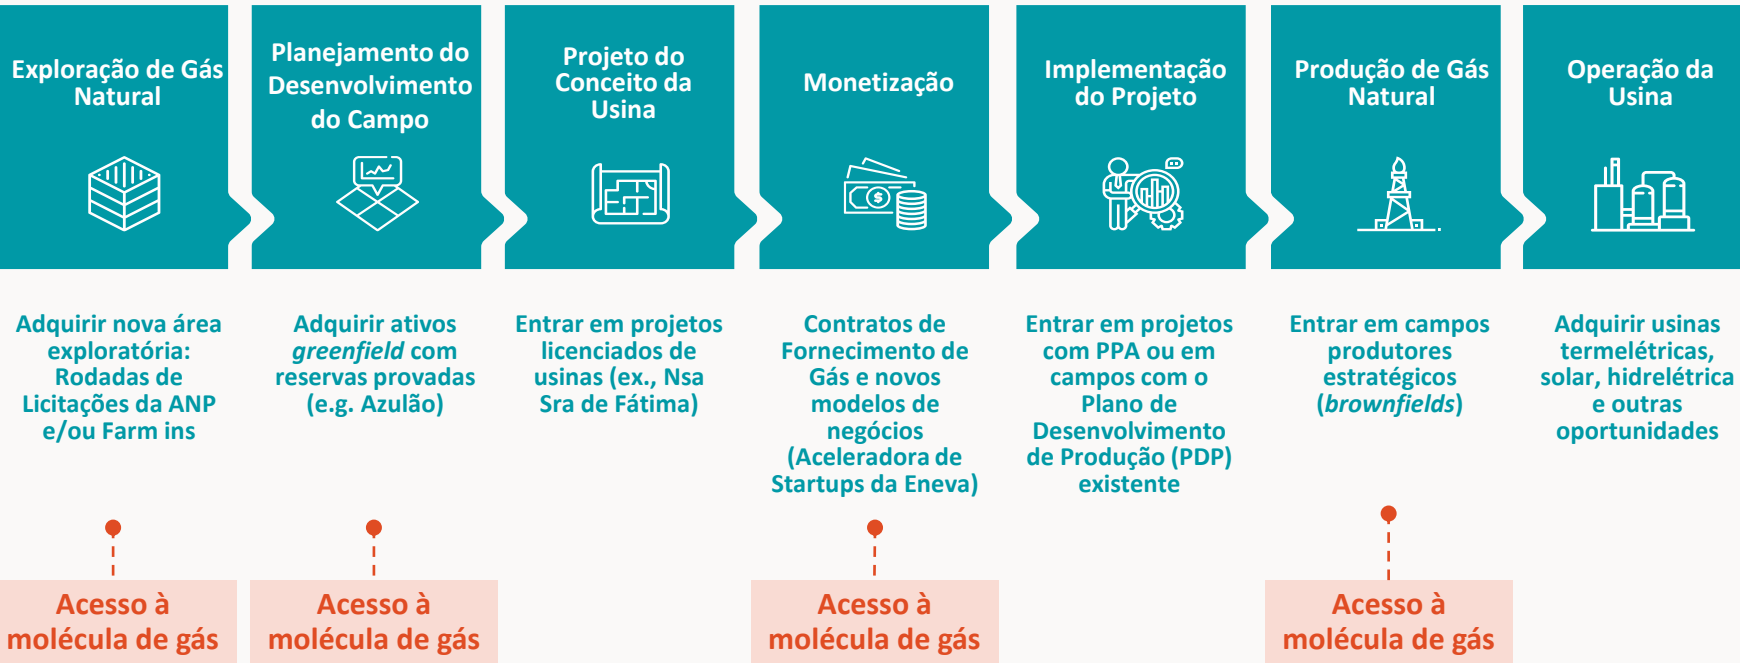 Exploração de Gás
Natural
Planejamento do
Desenvolvimento
do Campo
Projeto do
Conceito da
Usina
Monetização
Implementação
do Projeto
Produção de Gás
Natural
Operação da
Usina
Adquirir nova área
exploratória:
Rodadas de
Licitações da ANP
e/ou Farm ins
Adquirir ativos
greenfield com
reservas provadas
(e.g. Azulão)
Entrar em projetos
licenciados de
usinas (ex., Nsa
Sra de Fátima)
Contratos de
Fornecimento de
Gás e novos
modelos de
negócios
(Aceleradora de
Startups da Eneva)
Entrar em projetos
com PPA ou em
campos com o
Plano de
Desenvolvimento
de Produção (PDP)
existente
Entrar em campos
produtores
estratégicos
(brownfields)
Adquirir usinas
termelétricas,
solar, hidrelétrica
e outras
oportunidades
Acesso à
molécula de gás
Acesso à
molécula de gás
Acesso à
molécula de gás
Acesso à
molécula de gás